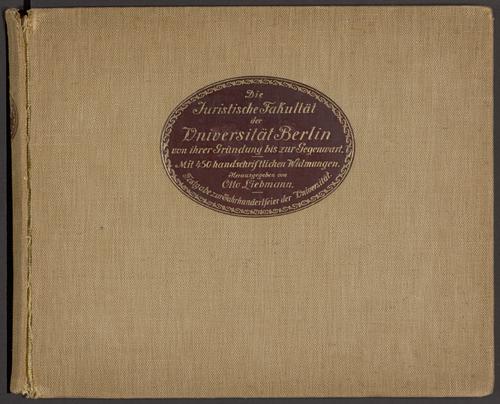 Die
Juristische Fakultät
der
Universität Berlin
von ihrer Gründung bis zur Gegenwart.
Mit 450 handschriftlichen Widmungen.
Herausgegeben von
Otto Liebmann.
Festgabe zur Jahrhundertfeier der Universität.